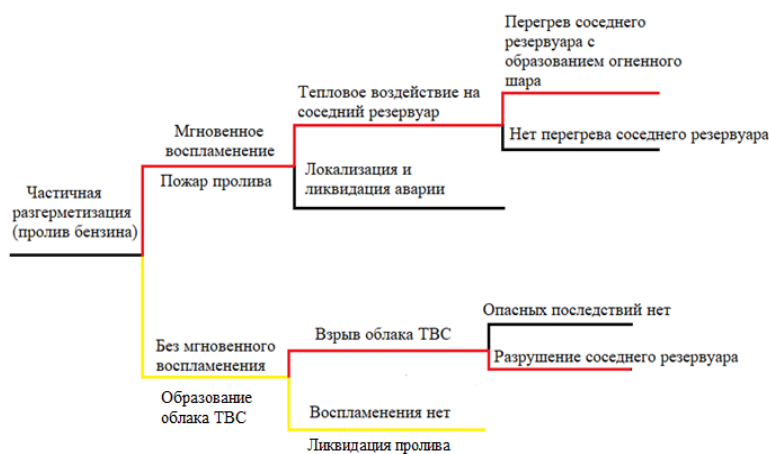 Перегрев соседнего
резервуара с
образованием огненного
шара
Тепловое воздействие на
соседний резервуар
Нет перегрева соседнего резервуара
Мгновенное
воспламенение
Пожар пролива
Локализация и
ликвидация аварии
Частичная
разгерметизация
(пролив бензина)
Опасных последствий нет
Взрыв облака ТВС
Разрушение соседнего резервуара
Без мгновенного
воспламенения
Образование
облака ТВС
Воспламенения нет
Ликвидация пролива